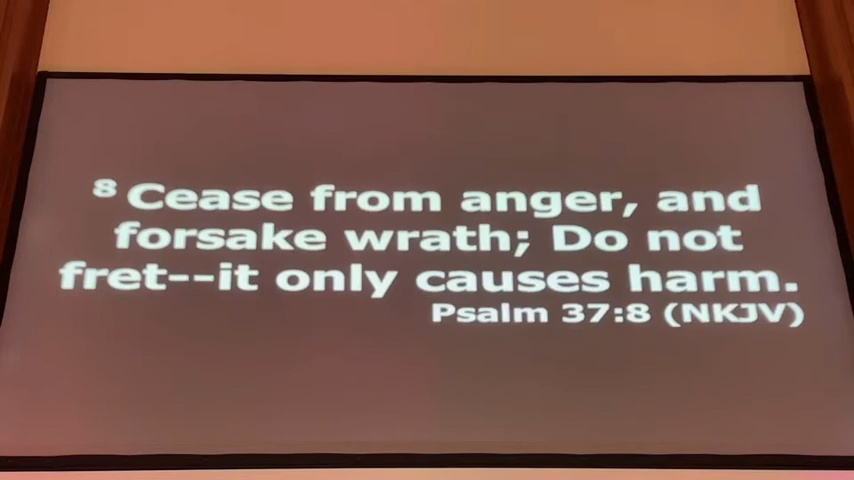 8 Cease from anger, and
forsake wrath; Do not
fret--it only causes harm.
Psalm 37:8 (NKJV)